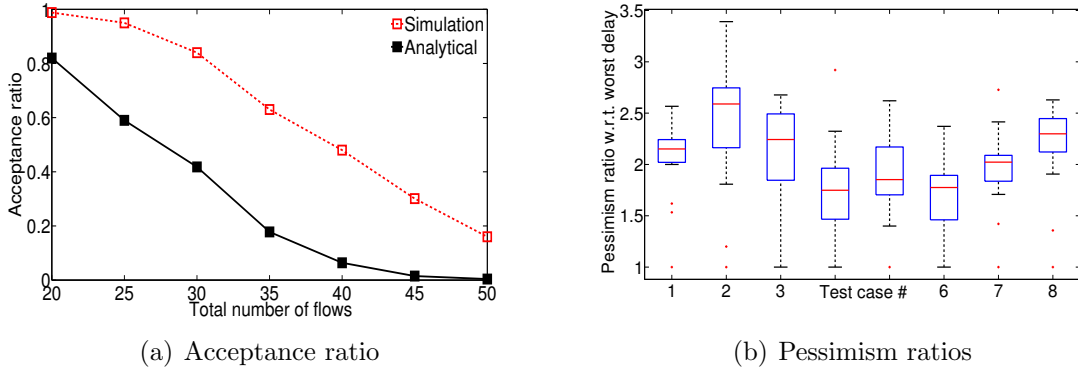 1
0.8
0.6
0.4
0.2
0
Acceptance ratio
Simulation
Analytical
20 25 30 35 40 45 50
Total number of flows
(a) Acceptance ratio
3.5
3
2.5
2
1.5
1
Pessimism ratio w.r.t. worst delay
1 2 3 Test case # 6 7 8
(b) Pessimism ratios